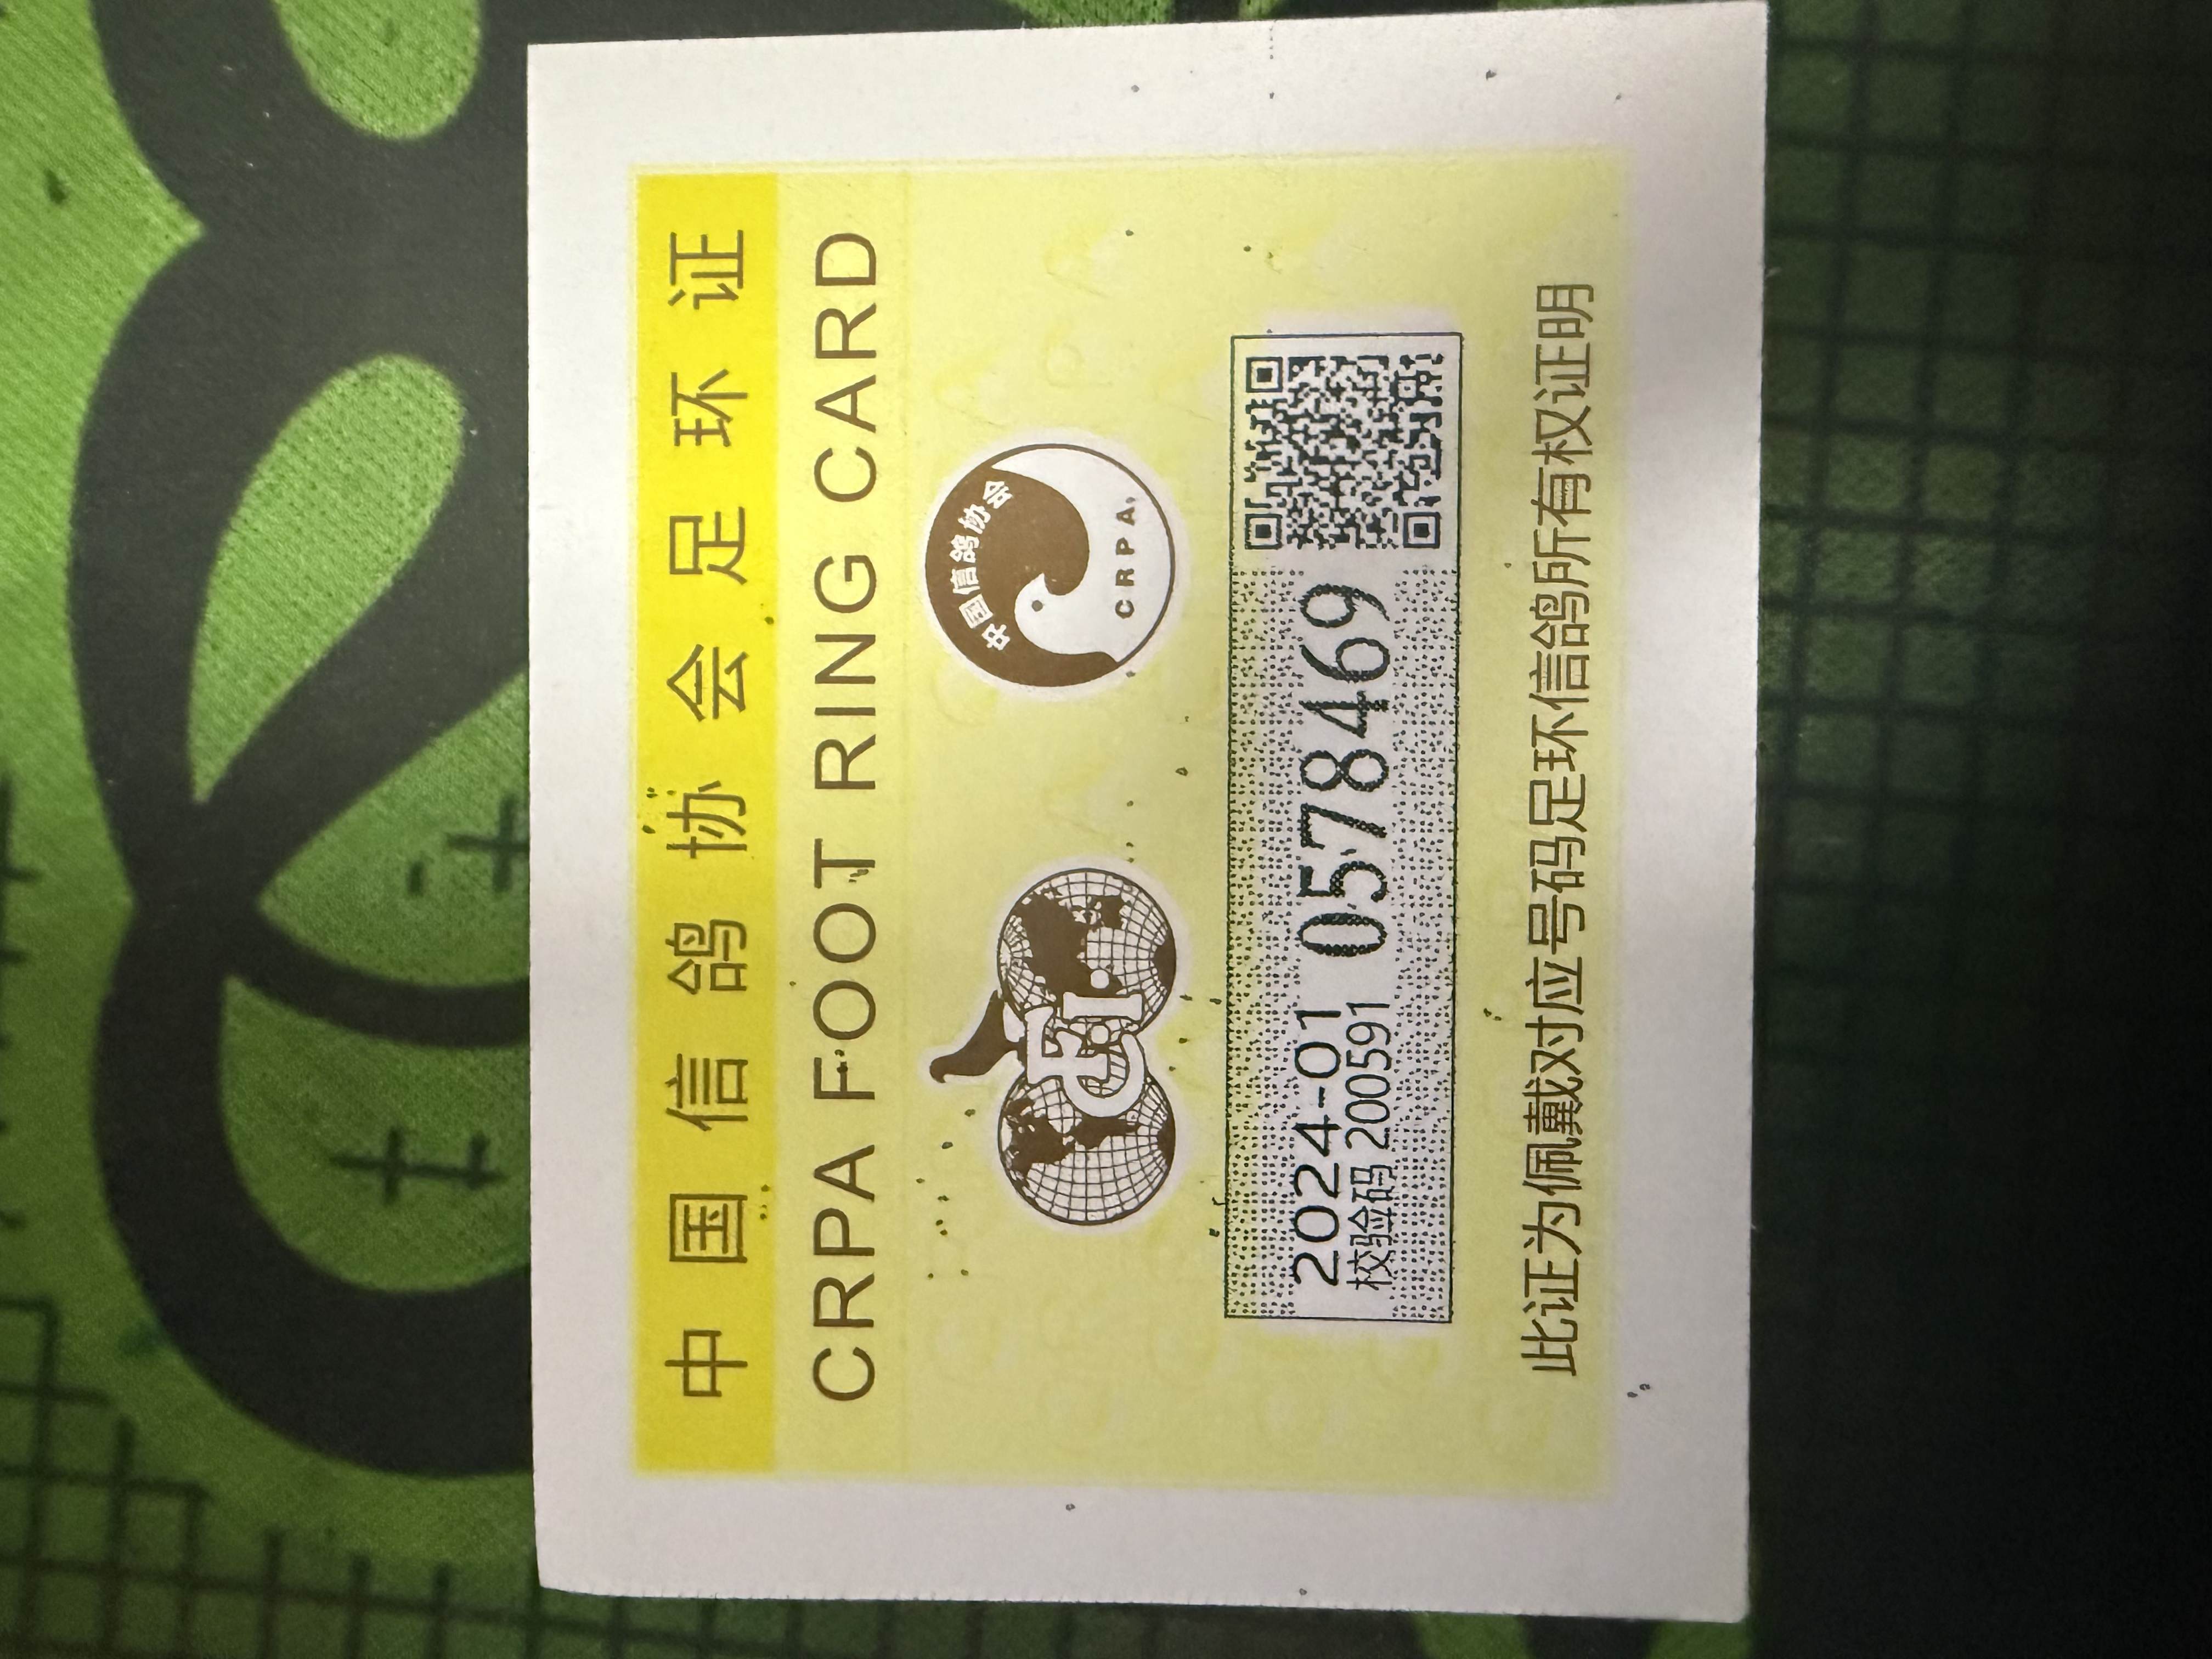 中国信鸽协会足环证
CRPA FOOT RING CARD
FCI
中国信鸽协会
CRPA
2024-01 0578469
校验码 200591
此证为佩戴对应号码足环信鸽所有权证明